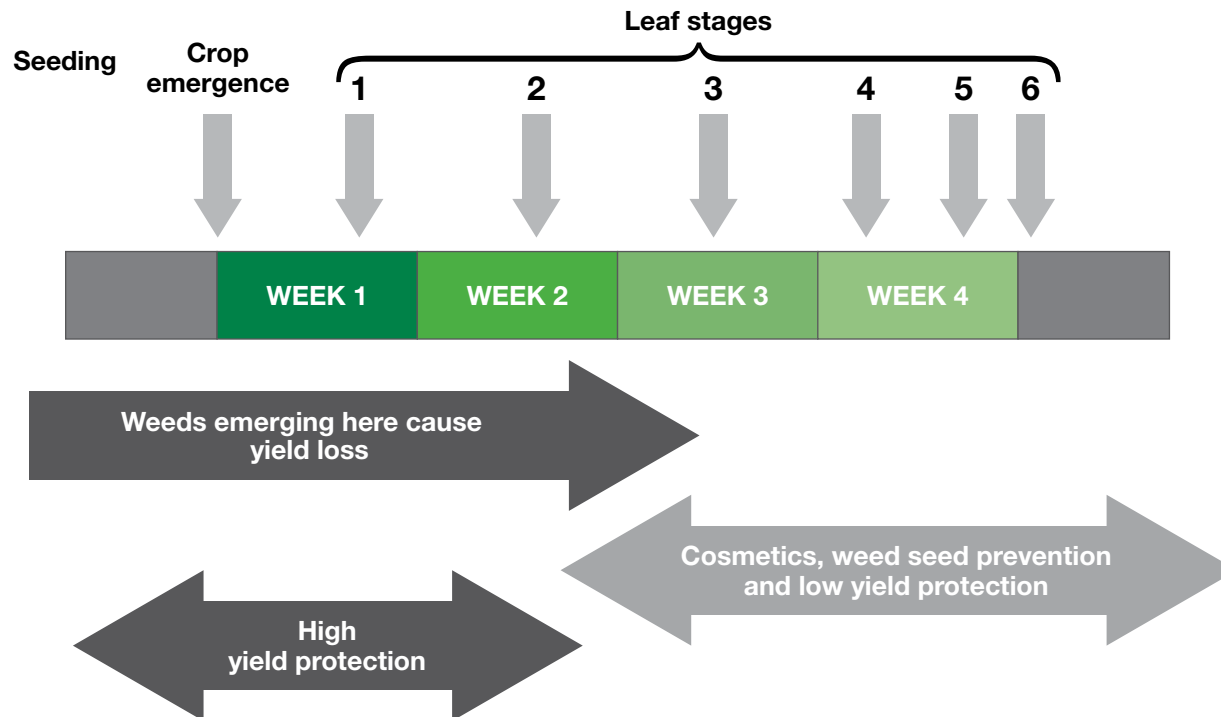 Leaf stages
Seeding
Crop
emergence
1 2 3 4 5 6
WEEK 1 WEEK 2 WEEK 3 WEEK 4
Weeds emerging here cause
yield loss
Cosmetics, weed seed prevention
and low yield protection
High
yield protection